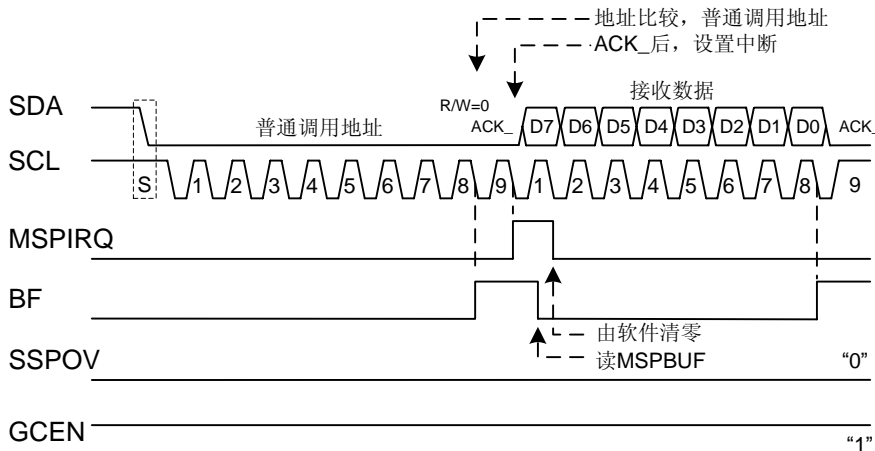 地址比较，普通调用地址
ACK_后，设置中断
SDA
R/W=0
接收数据
普通调用地址
ACK_
D7 D6 D5 D4 D3 D2 D1 D0
ACK_
SCL
S 1 2 3 4 5 6 7 8 9 1 2 3 4 5 6 7 8 9
MSPIRQ
BF
由软件清零
SSPOV
读MSPBUF
“0”
GCEN
“1”